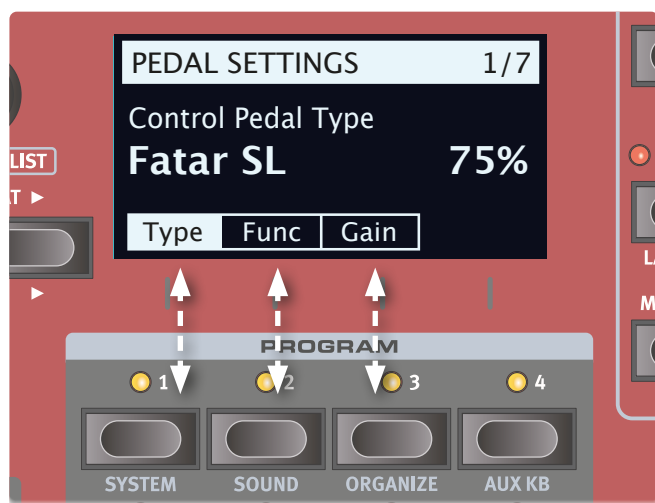 PEDAL SETTINGS 1/7
Control Pedal Type
Fatar SL 75%
Type Func Gain
LIST
PROGRAM
1 2 3 4
SYSTEM SOUND ORGANIZE AUX KB